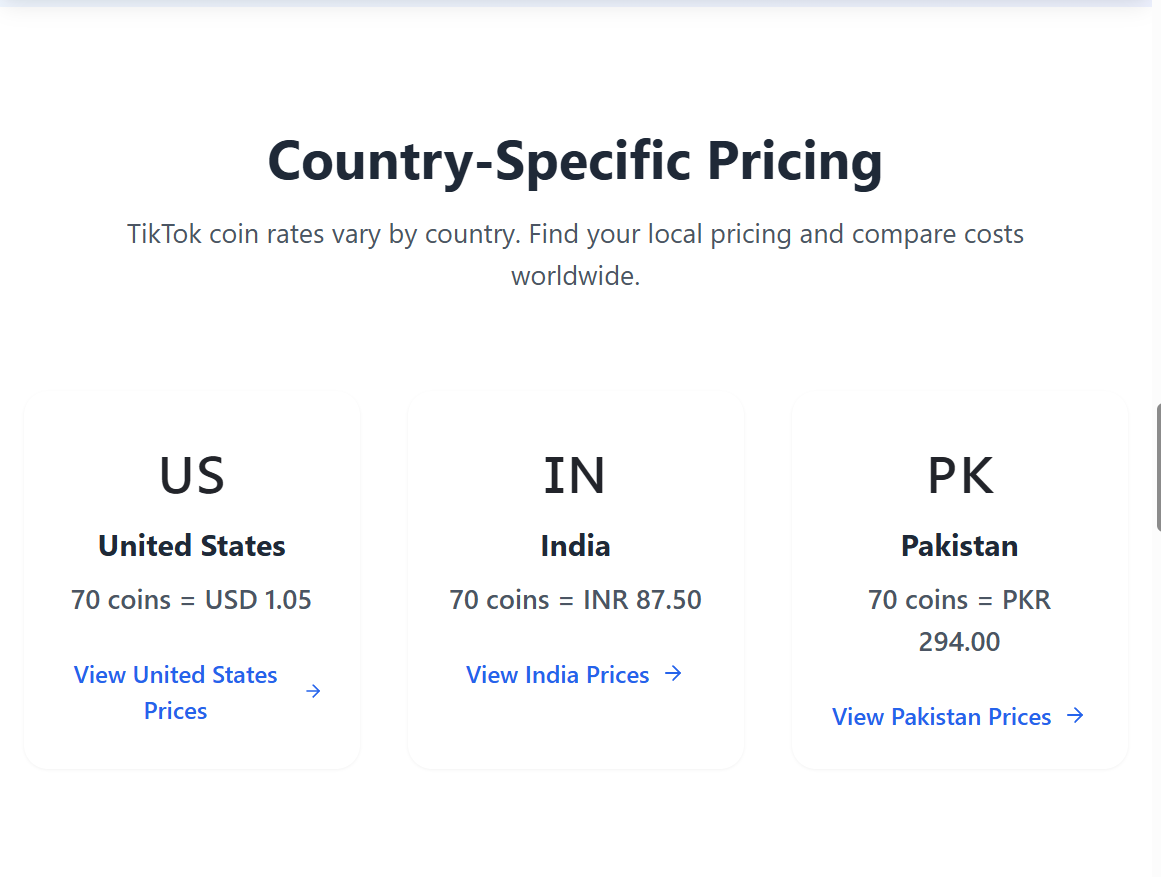 Country-Specific Pricing
TikTok coin rates vary by country. Find your local pricing and compare costs
worldwide.
US
United States
70 coins = USD 1.05
View United States
Prices →
IN
India
70 coins = INR 87.50
View India Prices →
PK
Pakistan
70 coins = PKR
294.00
View Pakistan Prices →